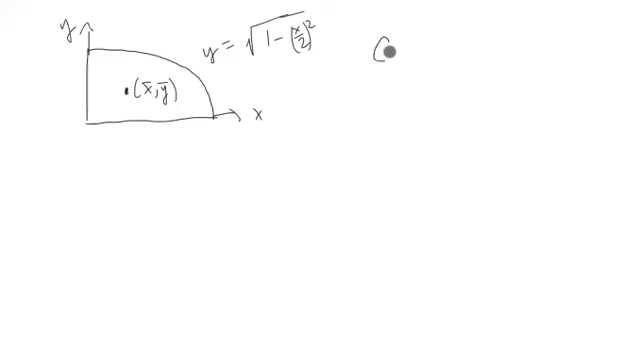 y
y = √(1 - (x/2)²)
(x̄, ȳ)
x
(